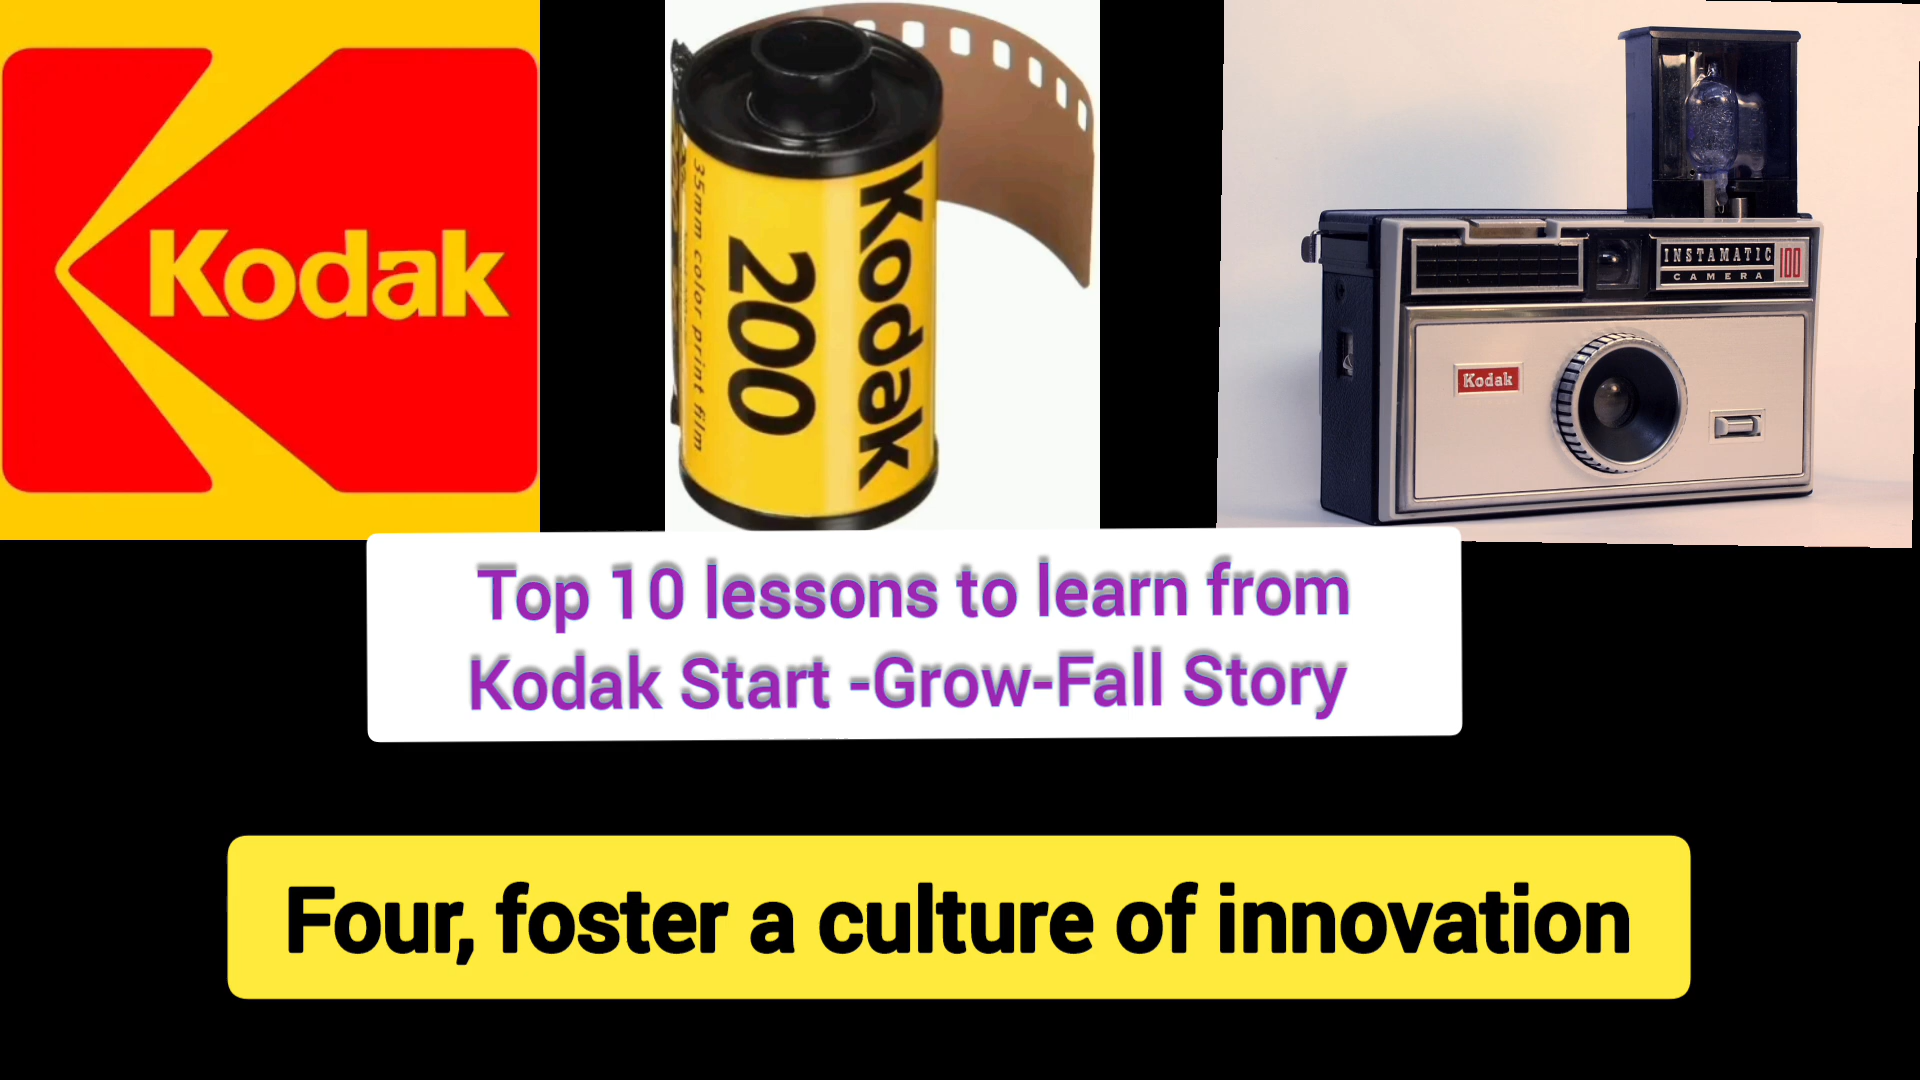 Kodak
Kodak
200
35mm color print film
INSTAMATIC 100
CAMERA
Kodak
Top 10 lessons to learn from
Kodak Start -Grow-Fall Story
Four, foster a culture of innovation